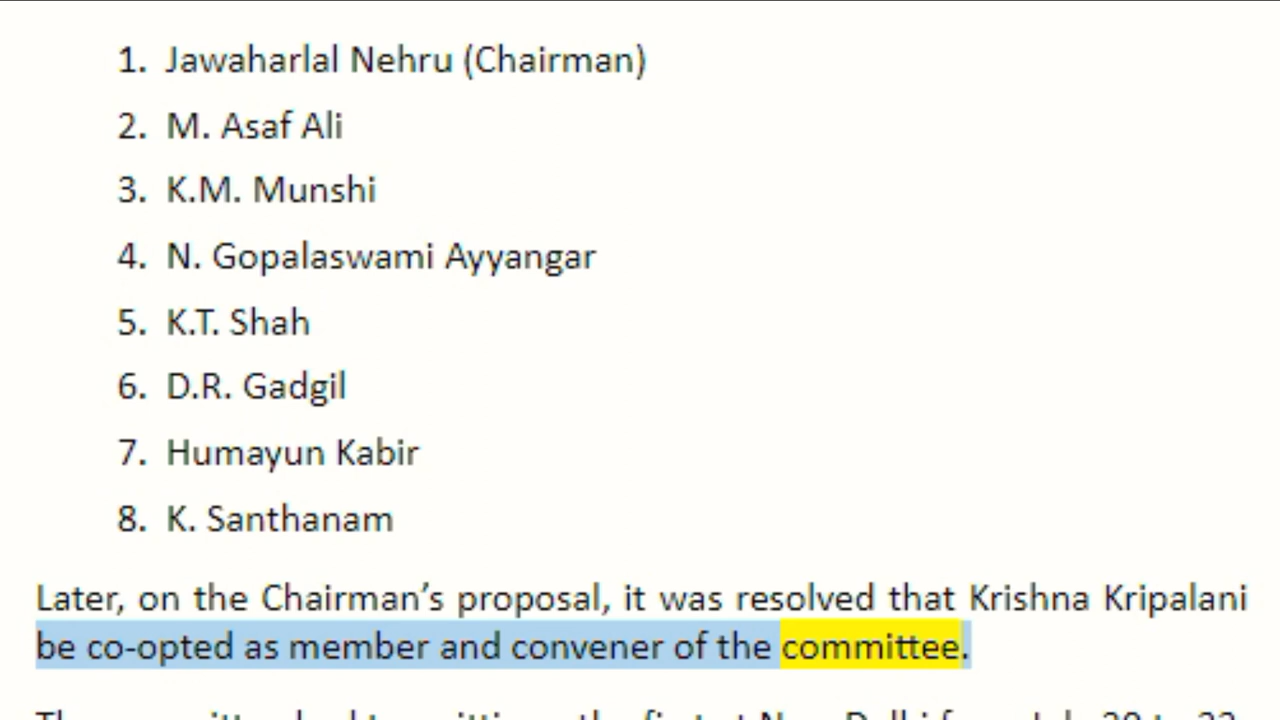 1. Jawaharlal Nehru (Chairman)
2. M. Asaf Ali
3. K.M. Munshi
4. N. Gopalaswami Ayyangar
5. K.T. Shah
6. D.R. Gadgil
7. Humayun Kabir
8. K. Santhanam
Later, on the Chairman’s proposal, it was resolved that Krishna Kripalani
be co-opted as member and convener of the committee.